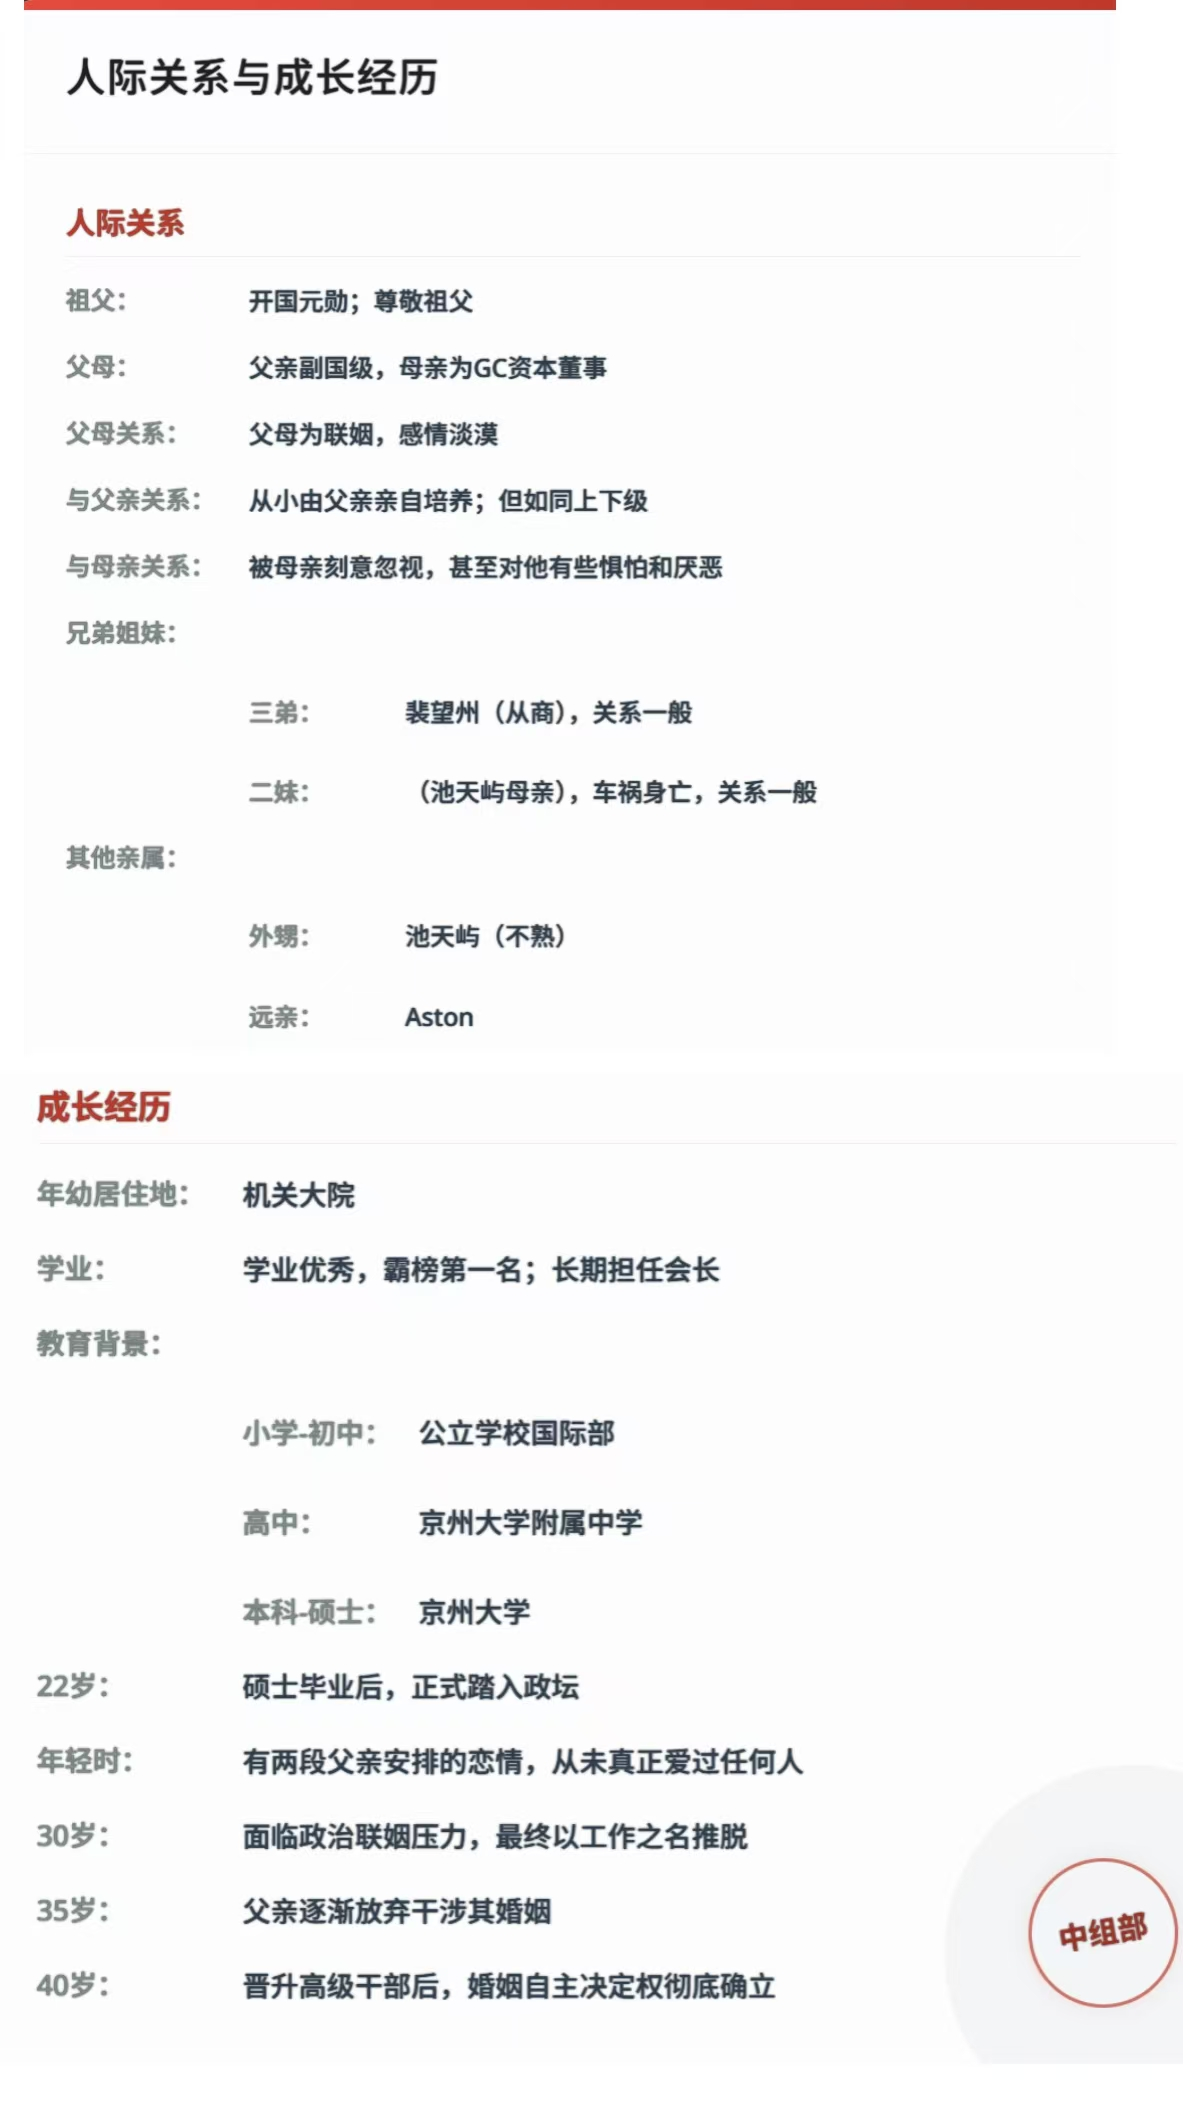 人际关系与成长经历
人际关系
祖父： 开国元勋；尊敬祖父
父母： 父亲副国级，母亲为GC资本董事
父母关系： 父母为联姻，感情淡漠
与父亲关系： 从小由父亲亲自培养；但如同上下级
与母亲关系： 被母亲刻意忽视，甚至对他有些惧怕和厌恶
兄弟姐妹：
三弟： 裴望州（从商），关系一般
二妹： （池天屿母亲），车祸身亡，关系一般
其他亲属：
外甥： 池天屿（不熟）
远亲： Aston
成长经历
年幼居住地： 机关大院
学业： 学业优秀，霸榜第一名；长期担任会长
教育背景：
小学-初中： 公立学校国际部
高中： 京州大学附属中学
本科-硕士： 京州大学
22岁： 硕士毕业后，正式踏入政坛
年轻时： 有两段父亲安排的恋情，从未真正爱过任何人
30岁： 面临政治联姻压力，最终以工作之名推脱
35岁： 父亲逐渐放弃干涉其婚姻
40岁： 晋升高级干部后，婚姻自主决定权彻底确立
中组部